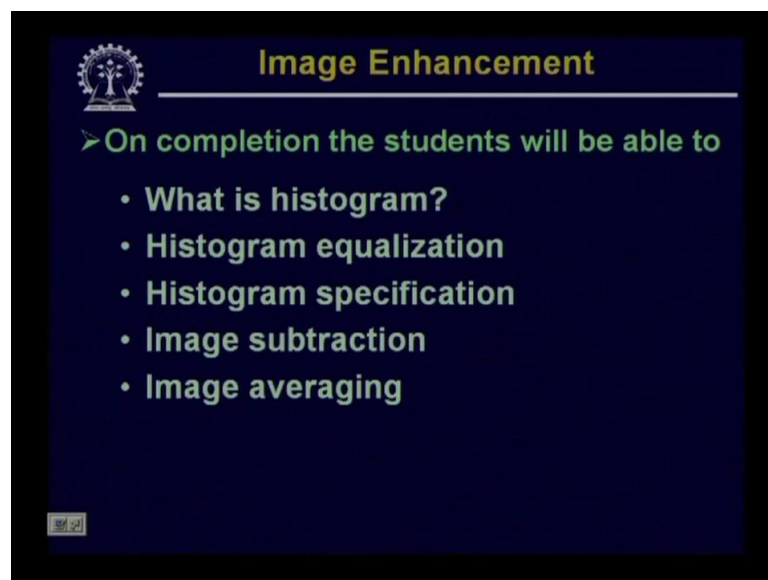 Image Enhancement
➢On completion the students will be able to
• What is histogram?
• Histogram equalization
• Histogram specification
• Image subtraction
• Image averaging